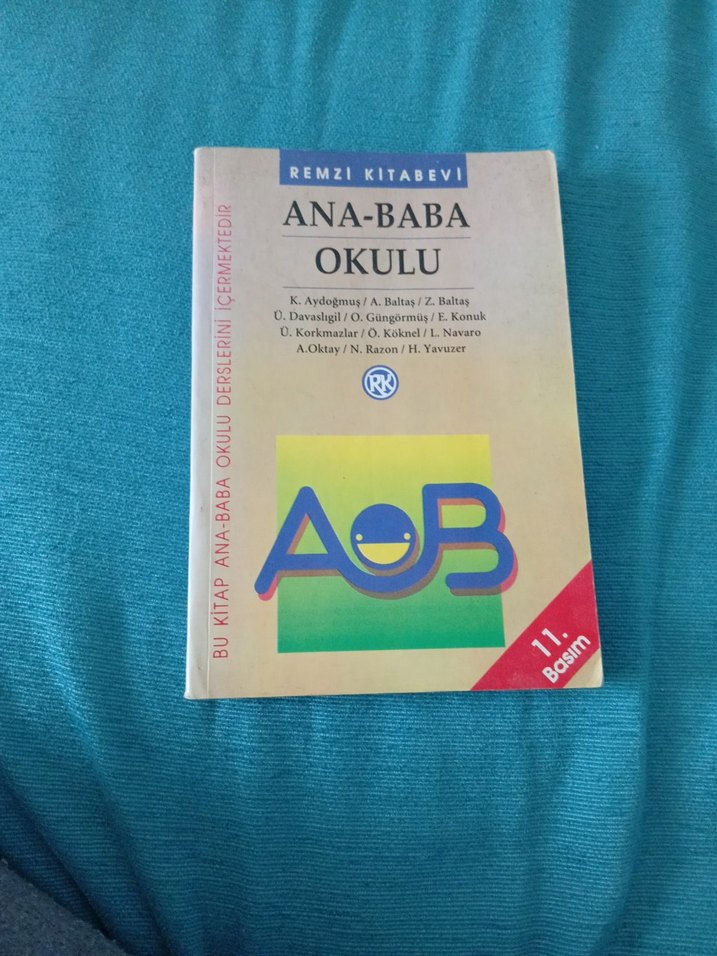 REMZİ KİTABEVİ
ANA-BABA
OKULU
K. Aydoğmuş / A. Baltaş / Z. Baltaş
Ü. Davaslıgil / O. Güngörmüş / E. Konuk
Ü. Korkmazlar / Ö. Köknel / L. Navaro
A.Oktay / N. Razon / H. Yavuzer
RK
AOB
11.
Basım
BU KİTAP ANA-BABA OKULU DERSLERİNİ İÇERMEKTEDİR